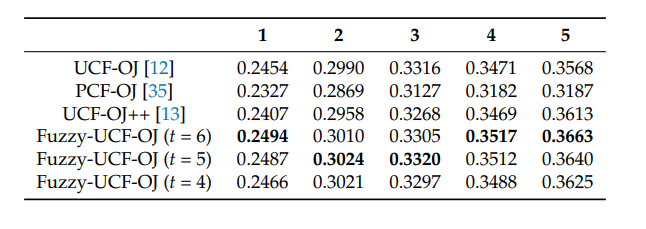 1 2 3 4 5
UCF-OJ [12] 0.2454 0.2990 0.3316 0.3471 0.3568
PCF-OJ [35] 0.2327 0.2869 0.3127 0.3182 0.3187
UCF-OJ++ [13] 0.2407 0.2958 0.3268 0.3469 0.3613
Fuzzy-UCF-OJ (t = 6) 0.2494 0.3010 0.3305 0.3517 0.3663
Fuzzy-UCF-OJ (t = 5) 0.2487 0.3024 0.3320 0.3512 0.3640
Fuzzy-UCF-OJ (t = 4) 0.2466 0.3021 0.3297 0.3488 0.3625